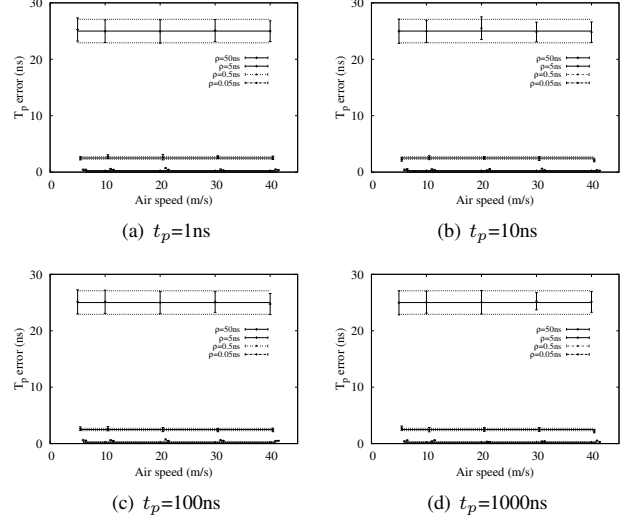 30
20
10
0
0 10 20 30 40
T_p error (ns)
Air speed (m/s)
ρ=50ns
ρ=5ns
ρ=0.5ns
ρ=0.05ns
(a) t_p=1ns
30
20
10
0
0 10 20 30 40
T_p error (ns)
Air speed (m/s)
ρ=50ns
ρ=5ns
ρ=0.5ns
ρ=0.05ns
(b) t_p=10ns
30
20
10
0
0 10 20 30 40
T_p error (ns)
Air speed (m/s)
ρ=50ns
ρ=5ns
ρ=0.5ns
ρ=0.05ns
(c) t_p=100ns
30
20
10
0
0 10 20 30 40
T_p error (ns)
Air speed (m/s)
ρ=50ns
ρ=5ns
ρ=0.5ns
ρ=0.05ns
(d) t_p=1000ns